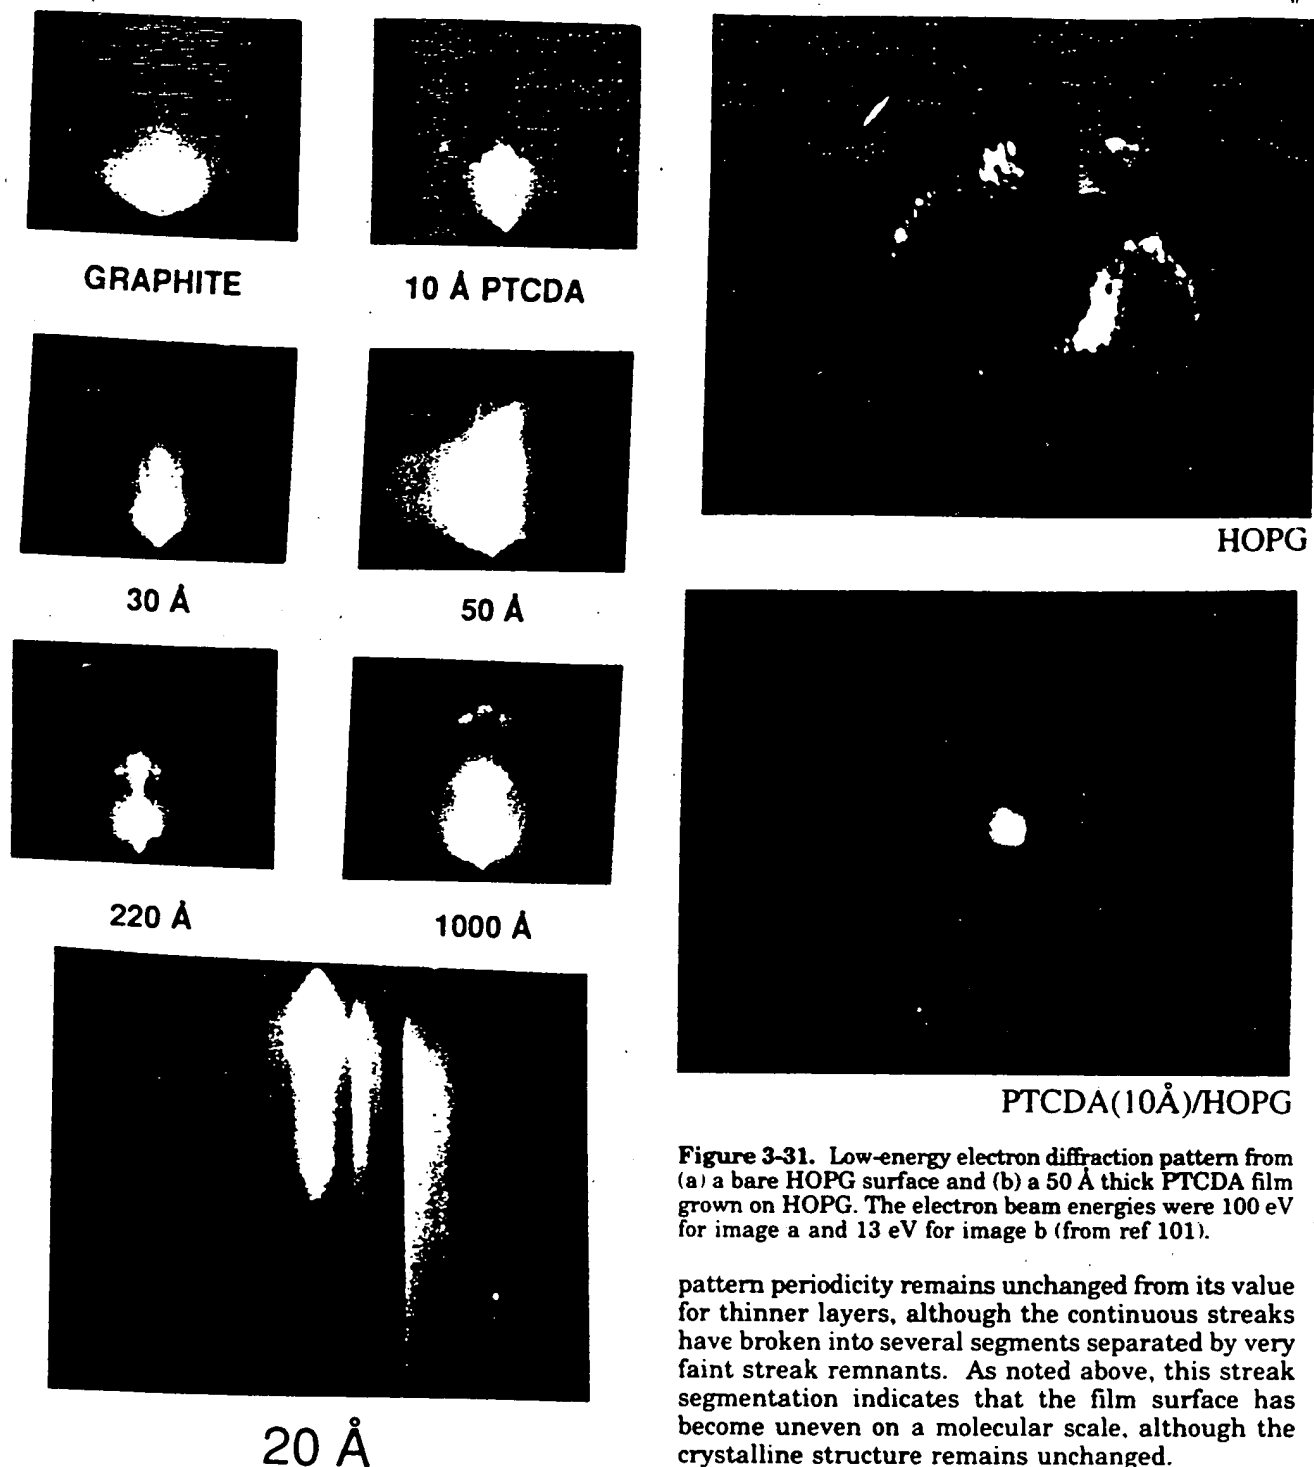 GRAPHITE
10 Å PTCDA
30 Å
50 Å
220 Å
1000 Å
20 Å
HOPG
PTCDA(10Å)/HOPG
Figure 3-31. Low-energy electron diffraction pattern from
(a) a bare HOPG surface and (b) a 50 Å thick PTCDA film
grown on HOPG. The electron beam energies were 100 eV
for image a and 13 eV for image b (from ref 101).
pattern periodicity remains unchanged from its value
for thinner layers, although the continuous streaks
have broken into several segments separated by very
faint streak remnants. As noted above, this streak
segmentation indicates that the film surface has
become uneven on a molecular scale, although the
crystalline structure remains unchanged.